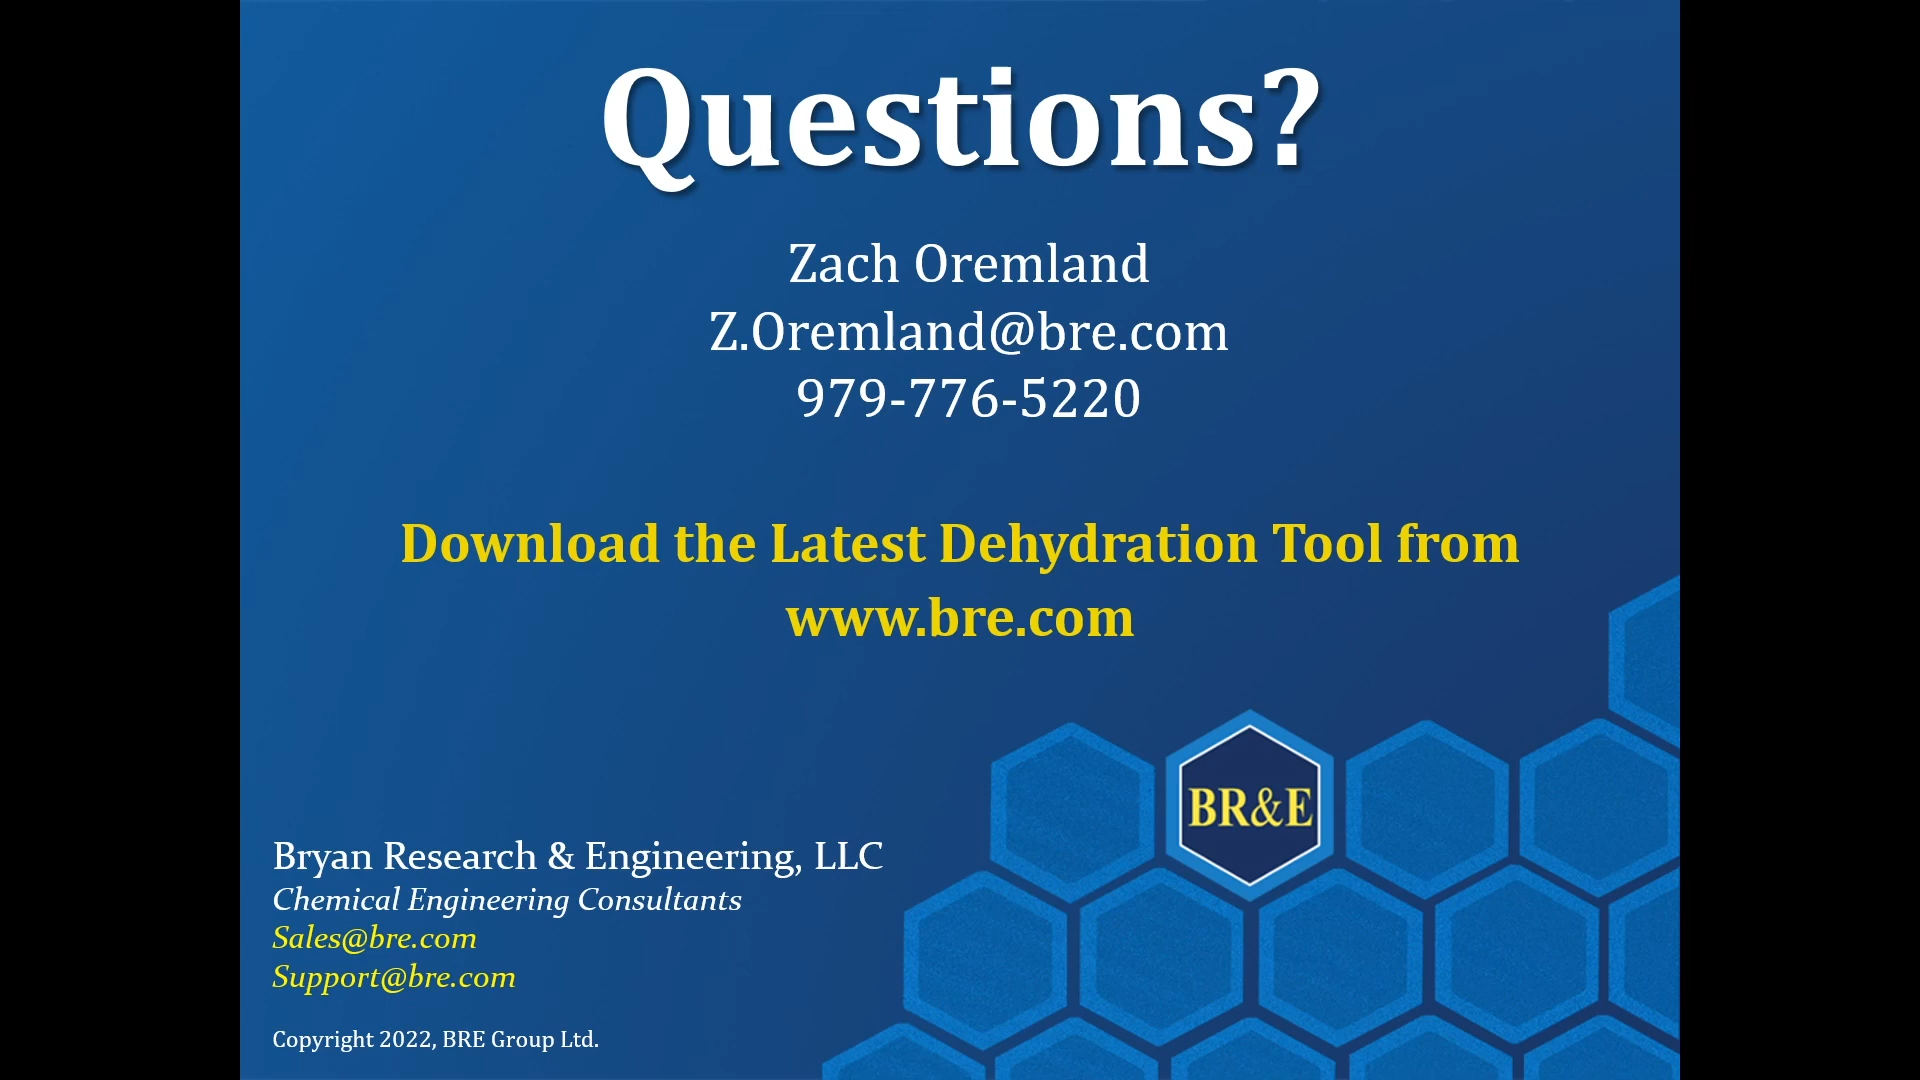 Questions?
Zach Oremland
Z.Oremland@bre.com
979-776-5220
Download the Latest Dehydration Tool from
www.bre.com
BR&E
Bryan Research & Engineering, LLC
Chemical Engineering Consultants
Sales@bre.com
Support@bre.com
Copyright 2022, BRE Group Ltd.